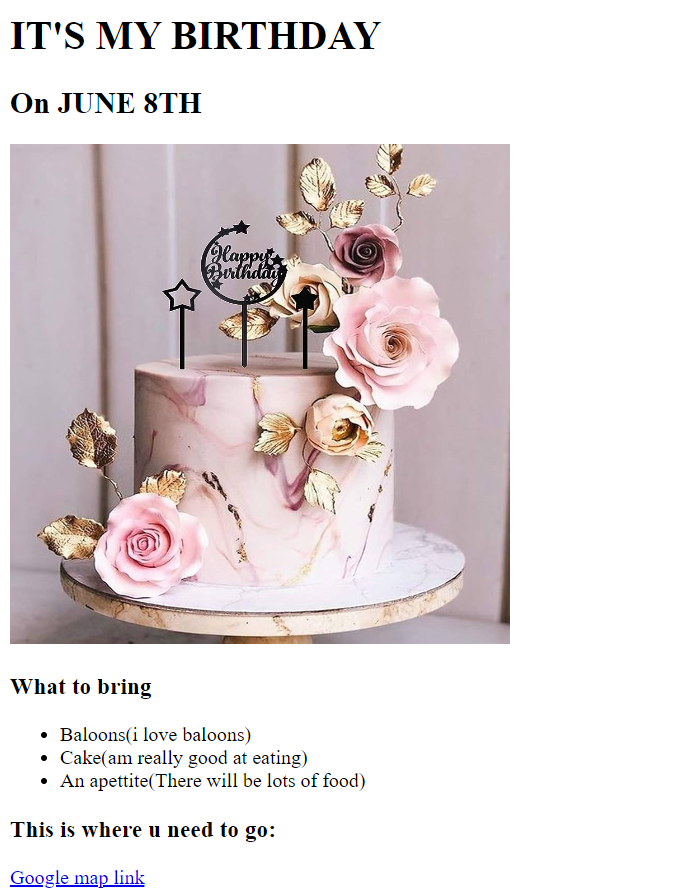 IT'S MY BIRTHDAY
On JUNE 8TH
Happy
Birthday
What to bring
Baloons(i love baloons)
Cake(am really good at eating)
An apettite(There will be lots of food)
This is where u need to go:
Google map link